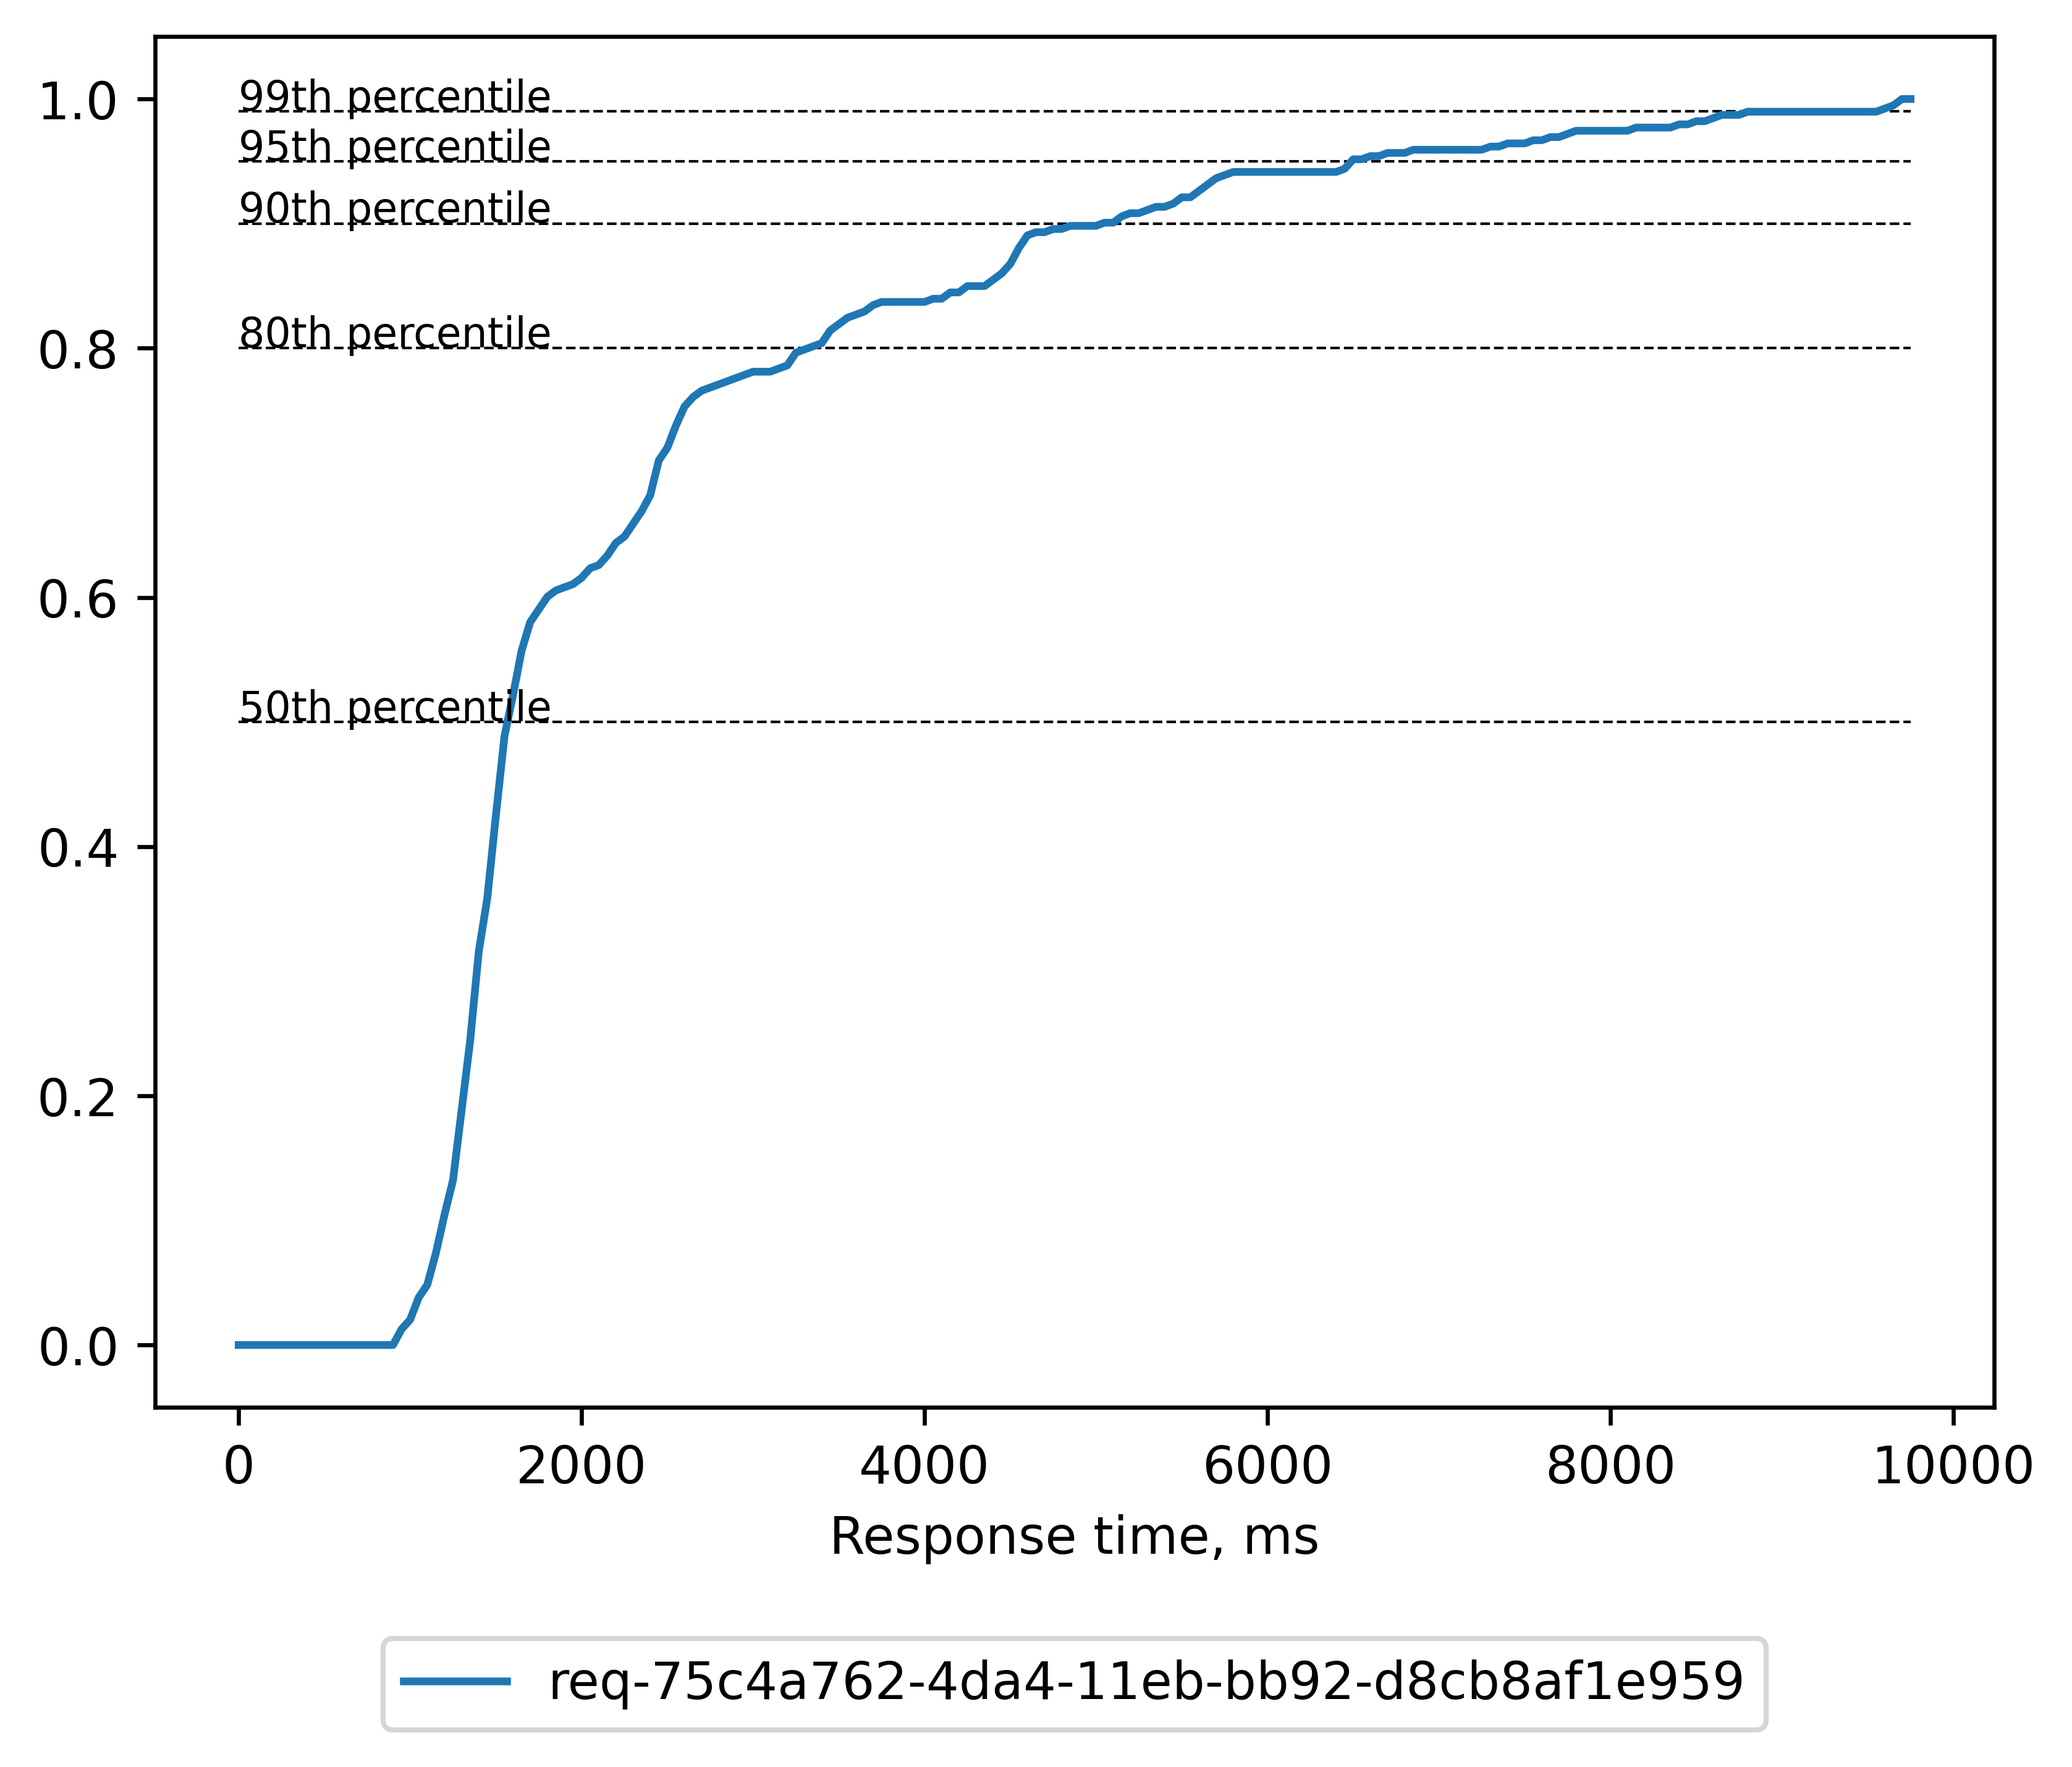 1.0
99th percentile
95th percentile
90th percentile
0.8
80th percentile
0.6
50th percentile
0.4
0.2
0.0
0 2000 4000 6000 8000 10000
Response time, ms
req-75c4a762-4da4-11eb-bb92-d8cb8af1e959